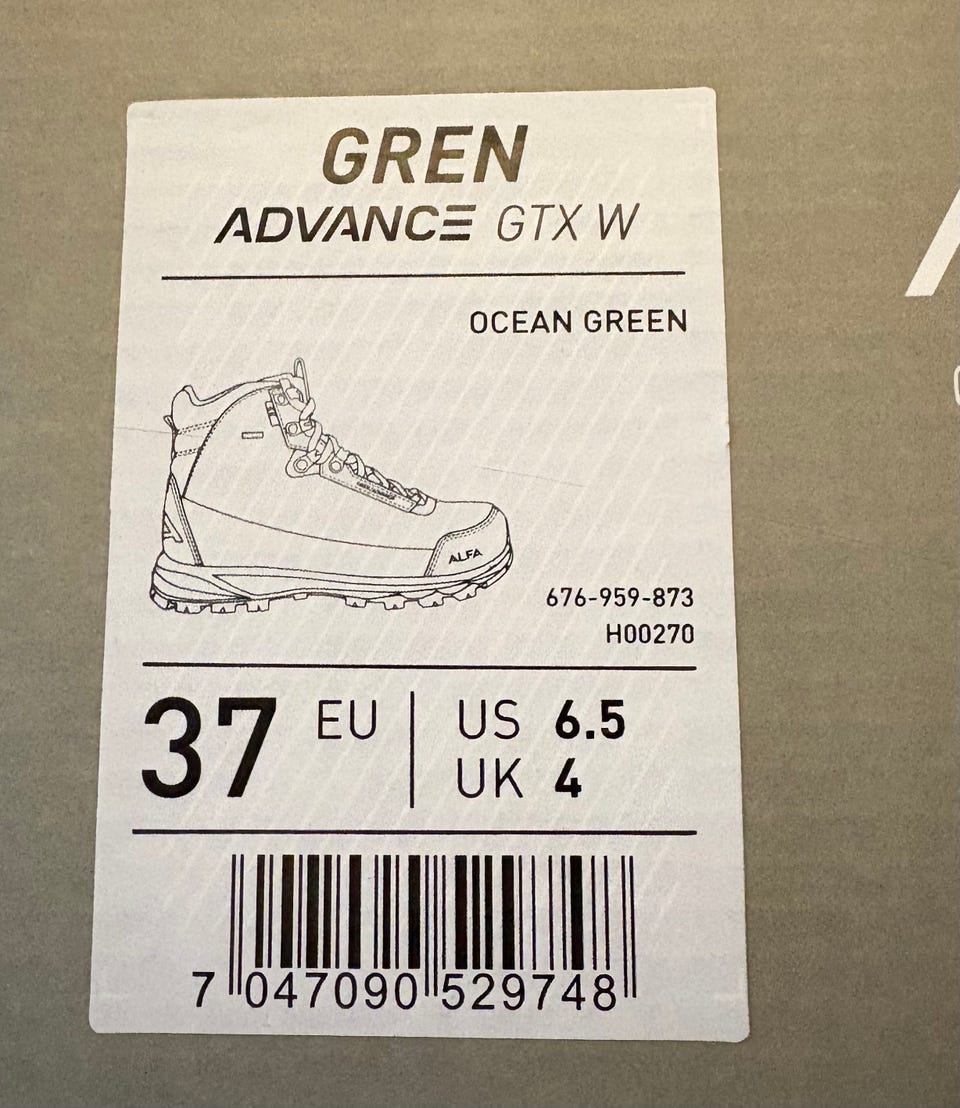 GREN
ADVANCE GTX W
OCEAN GREEN
ALFA
676-959-873
H00270
37 EU
US 6.5
UK 4
7 047090 529748